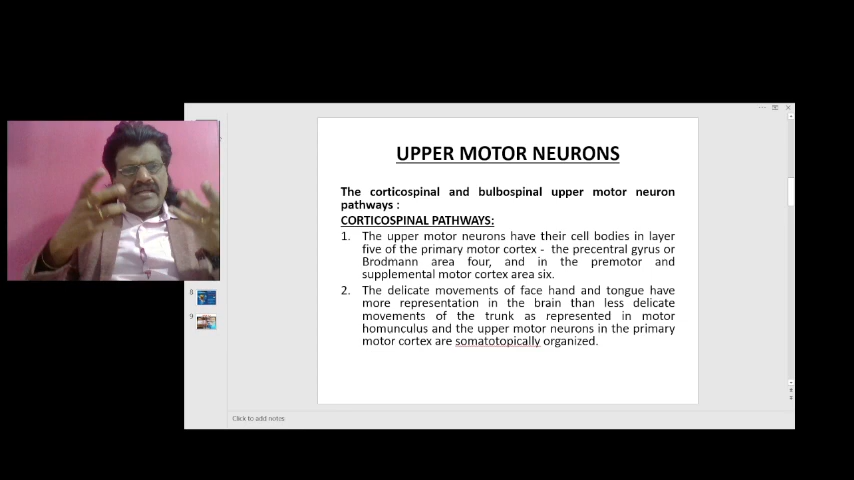 UPPER MOTOR NEURONS
The corticospinal and bulbospinal upper motor neuron
pathways :
CORTICOSPINAL PATHWAYS:
1. The upper motor neurons have their cell bodies in layer
five of the primary motor cortex - the precentral gyrus or
Brodmann area four, and in the premotor and
supplemental motor cortex area six.
2. The delicate movements of face hand and tongue have
more representation in the brain than less delicate
movements of the trunk as represented in motor
homunculus and the upper motor neurons in the primary
motor cortex are somatotopically organized.
8
9
Click to add notes